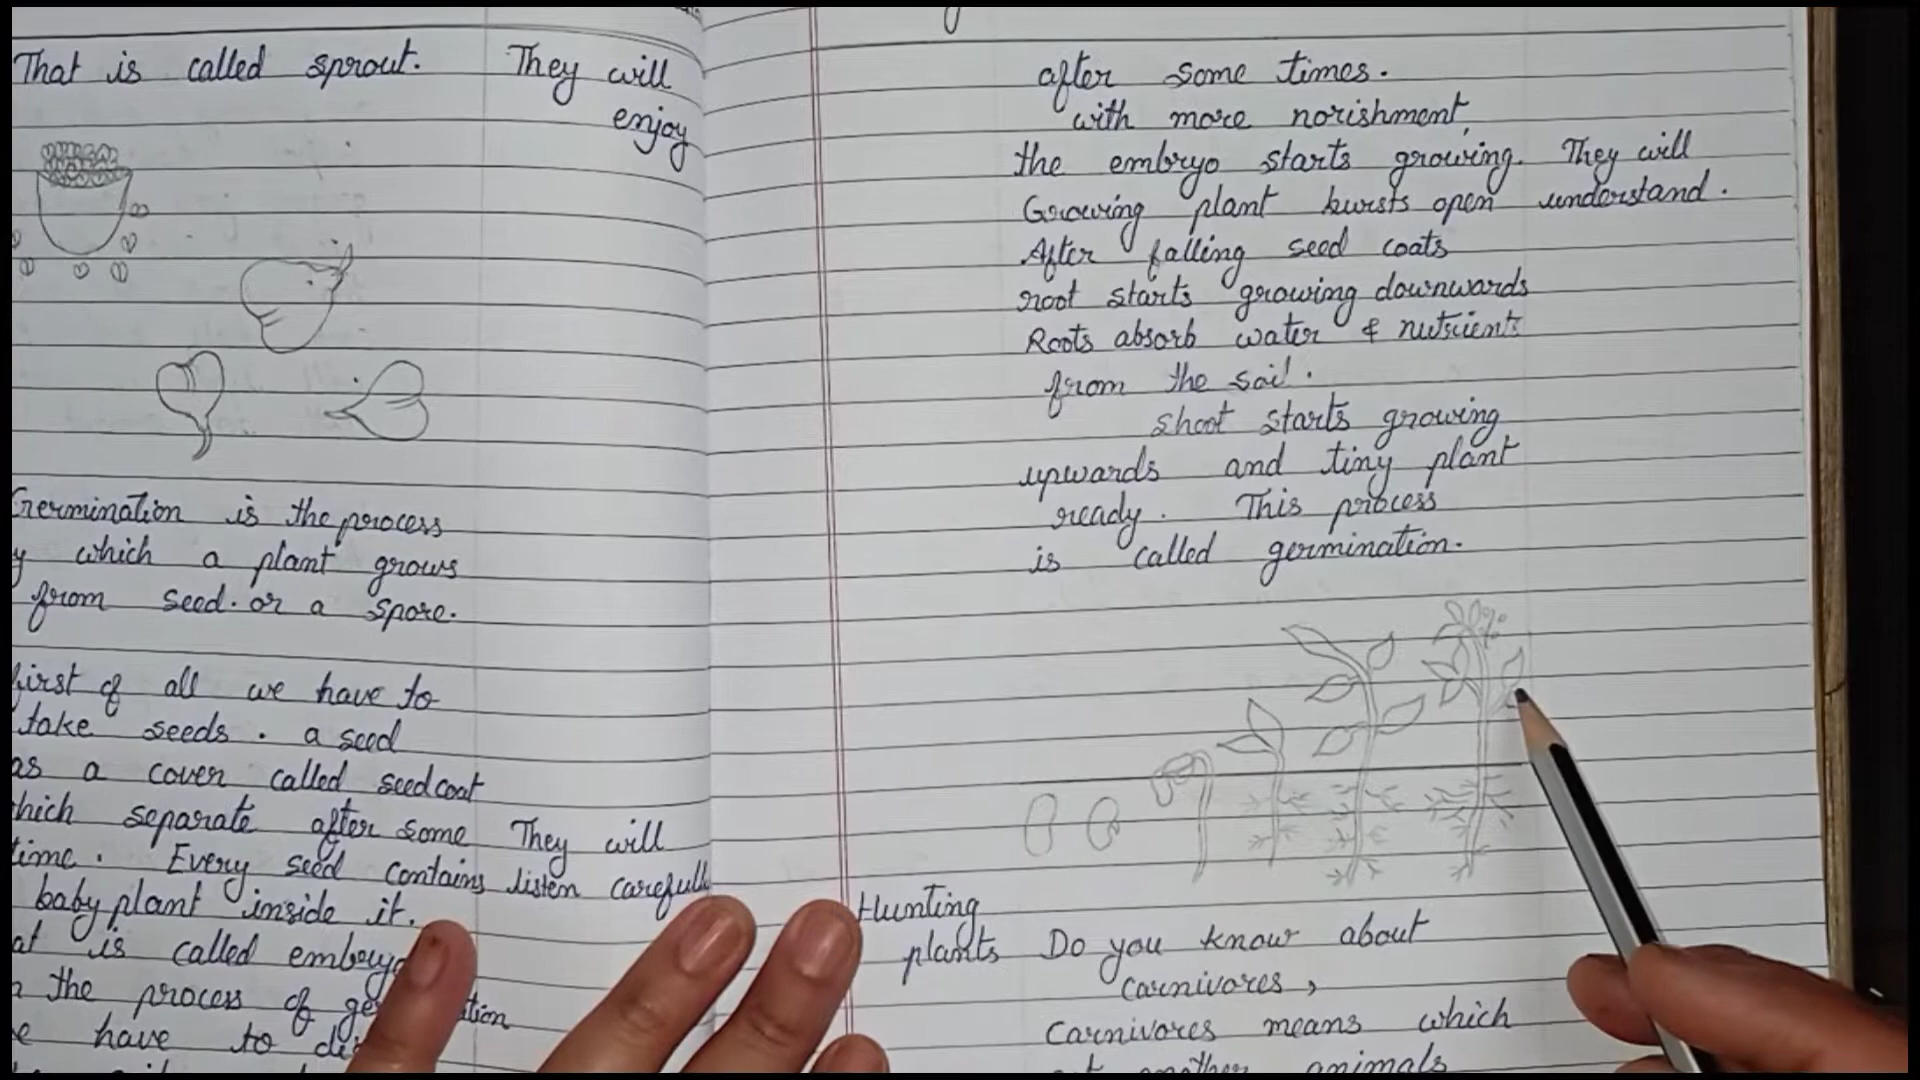 That is called sprout. They will
enjoy
Germination is the process
which a plant grows
from seed. or a spore.
first of all we have to
take seeds. a seed
as a cover called seedcoat
which separate after some They will
time. Every seed contains listen carefull
baby plant inside it.
at is called embryo
the process of ge tion
have to di
after some times.
with more norishment,
the embryo starts growing. They will
Growing plant bursts open understand.
After falling seed coats
root starts growing downwards
Roots absorb water & nutrients
from the soil.
shoot starts growing
upwards and tiny plant
ready. This process
is called germination.
Hunting
plants Do you know about
Carnivores,
Carnivores means which
another animals